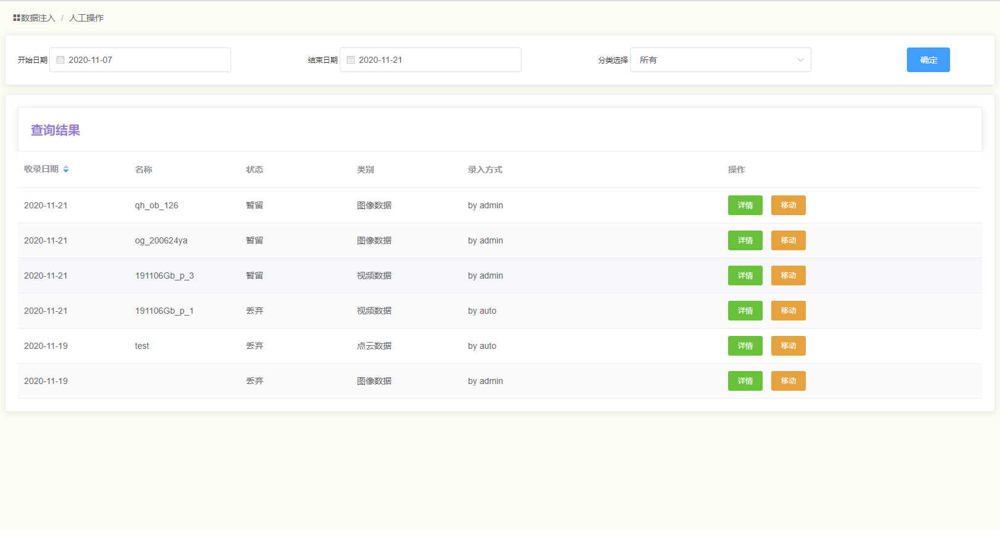 数据注入 / 人工操作
开始日期 2020-11-07 结束日期 2020-11-21 分类选择 所有 确定
查询结果
收录日期 名称 状态 类别 录入方式 操作
2020-11-21 qh_ob_126 暂留 图像数据 by admin 详情 移动
2020-11-21 og_200624ya 暂留 图像数据 by admin 详情 移动
2020-11-21 191106Gb_p_3 暂留 视频数据 by admin 详情 移动
2020-11-21 191106Gb_p_1 丢弃 视频数据 by auto 详情 移动
2020-11-19 test 丢弃 点云数据 by auto 详情 移动
2020-11-19 丢弃 图像数据 by admin 详情 移动